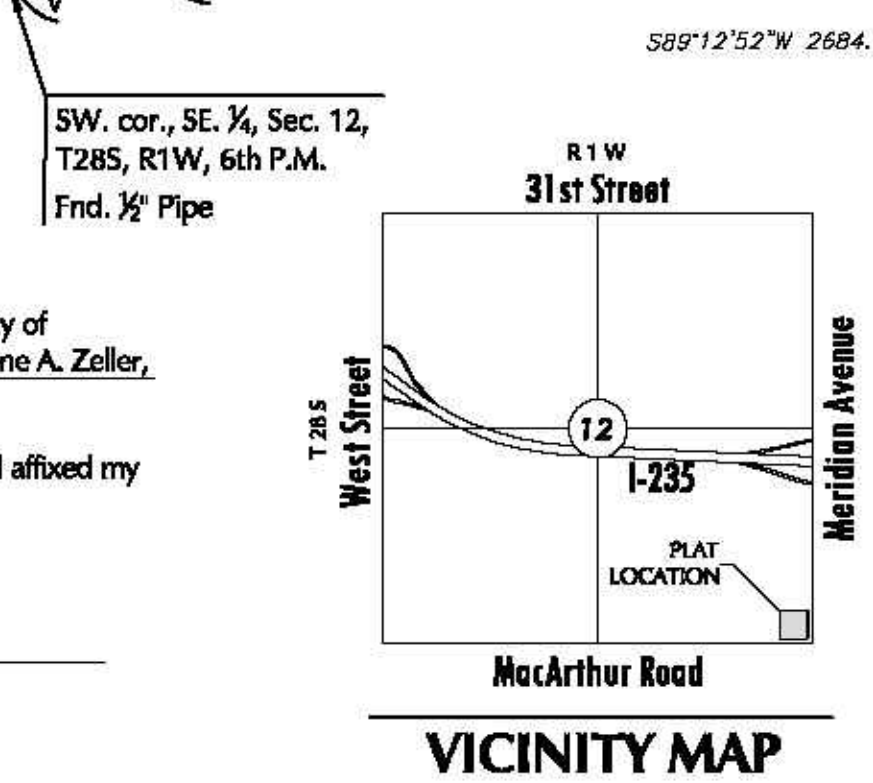 S89°12'52"W 2684.
SW. cor., SE. ¼, Sec. 12,
T28S, R1W, 6th P.M.
Fnd. ½" Pipe
y of
ne A. Zeller,
affixed my
R1W
31st Street
T28S
West Street
12
I-235
Meridian Avenue
PLAT
LOCATION
MacArthur Road
VICINITY MAP